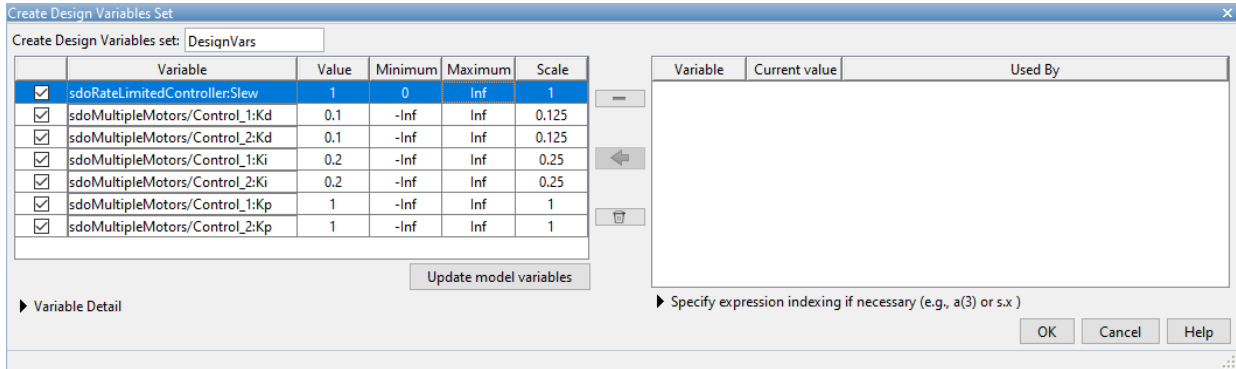 Create Design Variables Set
Create Design Variables set: DesignVars
Variable Value Minimum Maximum Scale
sdoRateLimitedController:Slew 1 0 Inf 1
sdoMultipleMotors/Control_1:Kd 0.1 -Inf Inf 0.125
sdoMultipleMotors/Control_2:Kd 0.1 -Inf Inf 0.125
sdoMultipleMotors/Control_1:Ki 0.2 -Inf Inf 0.25
sdoMultipleMotors/Control_2:Ki 0.2 -Inf Inf 0.25
sdoMultipleMotors/Control_1:Kp 1 -Inf Inf 1
sdoMultipleMotors/Control_2:Kp 1 -Inf Inf 1
Update model variables
Variable Detail
Variable Current value Used By
Specify expression indexing if necessary (e.g., a(3) or s.x )
OK Cancel Help